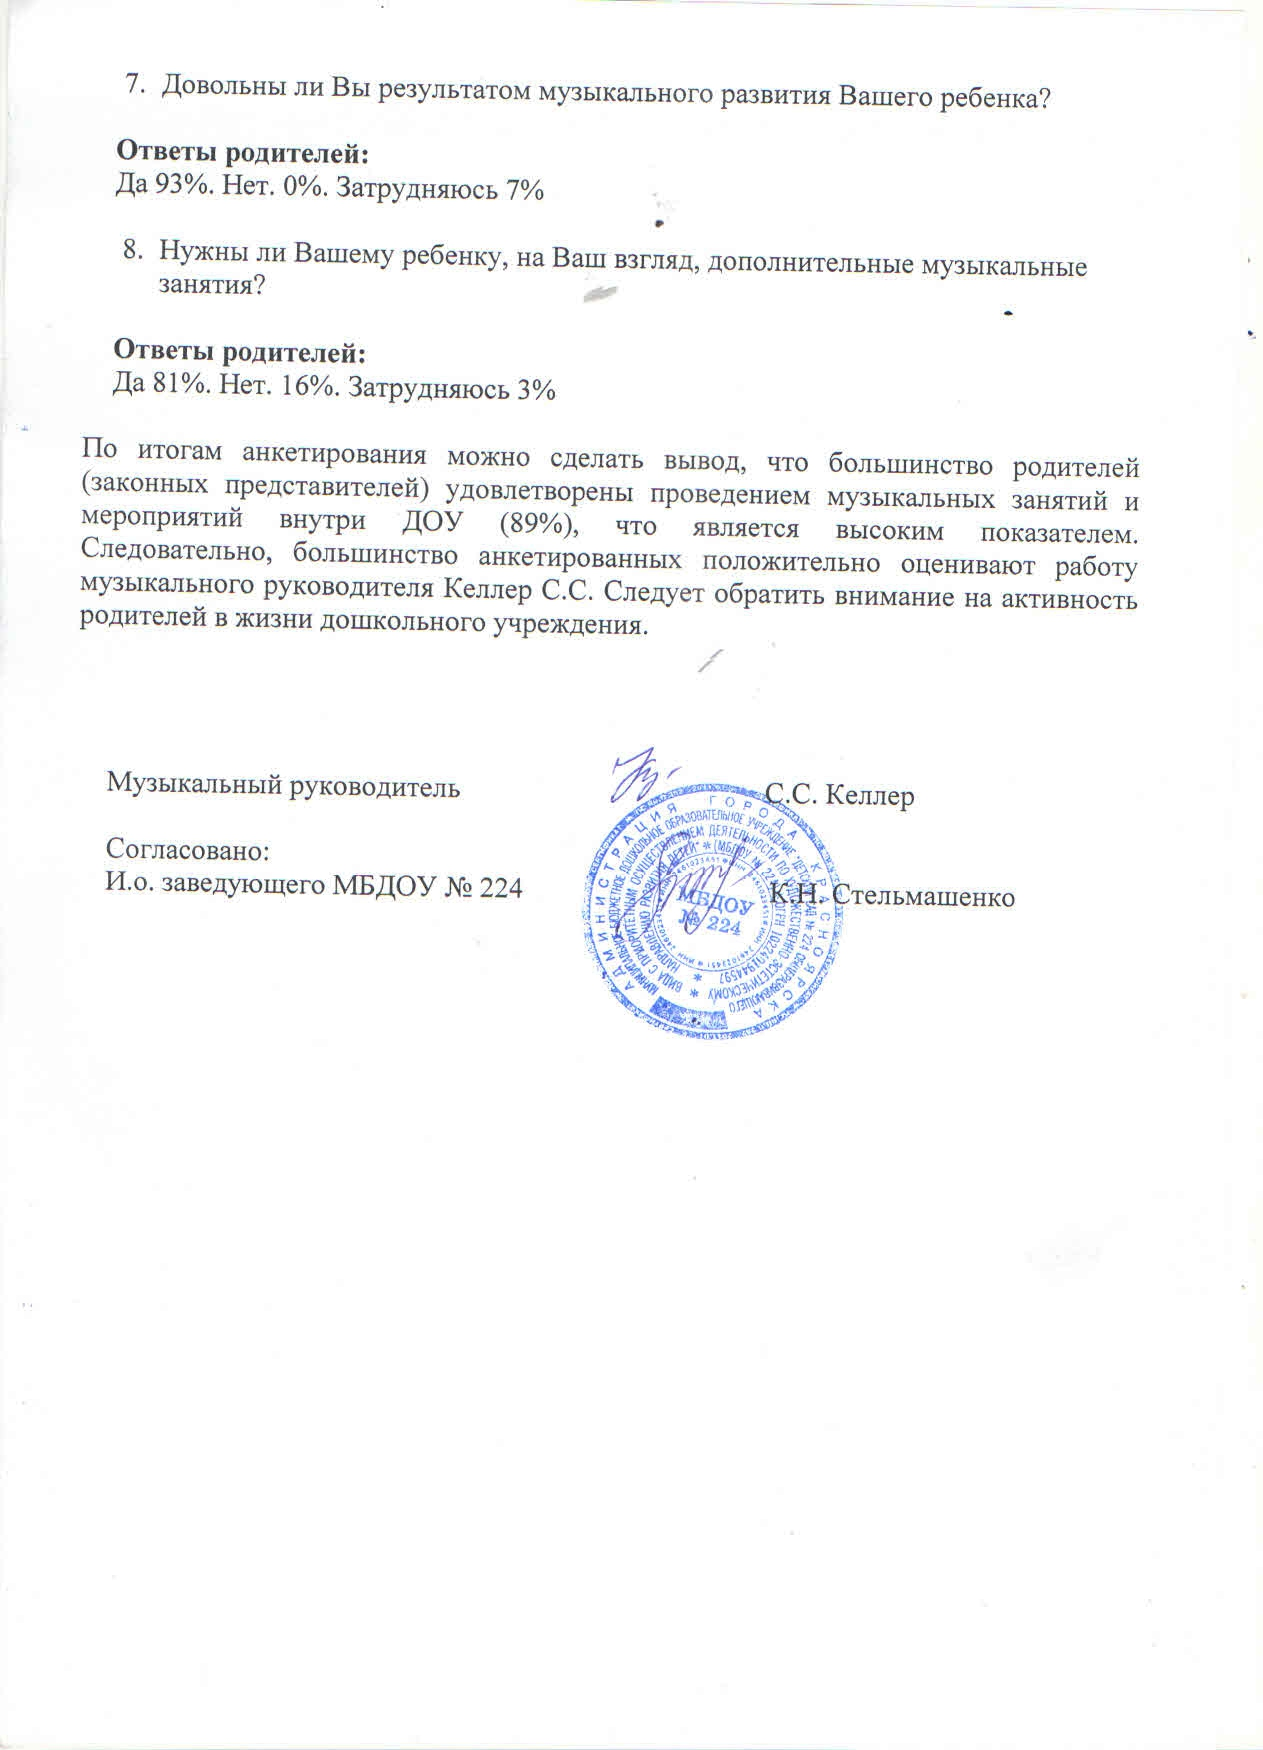 7. Довольны ли Вы результатом музыкального развития Вашего ребенка?
Ответы родителей:
Да 93%. Нет. 0%. Затрудняюсь 7%
8. Нужны ли Вашему ребенку, на Ваш взгляд, дополнительные музыкальные
занятия?
Ответы родителей:
Да 81%. Нет. 16%. Затрудняюсь 3%
По итогам анкетирования можно сделать вывод, что большинство родителей
(законных представителей) удовлетворены проведением музыкальных занятий и
мероприятий внутри ДОУ (89%), что является высоким показателем.
Следовательно, большинство анкетированных положительно оценивают работу
музыкального руководителя Келлер С.С. Следует обратить внимание на активность
родителей в жизни дошкольного учреждения.
Музыкальный руководитель С.С. Келлер
Согласовано:
И.о. заведующего МБДОУ № 224 К.Н. Стельмашенко
АДМИНИСТРАЦИЯ ГОРОДА КРАСНОЯРСКА
МБДОУ
№ 224